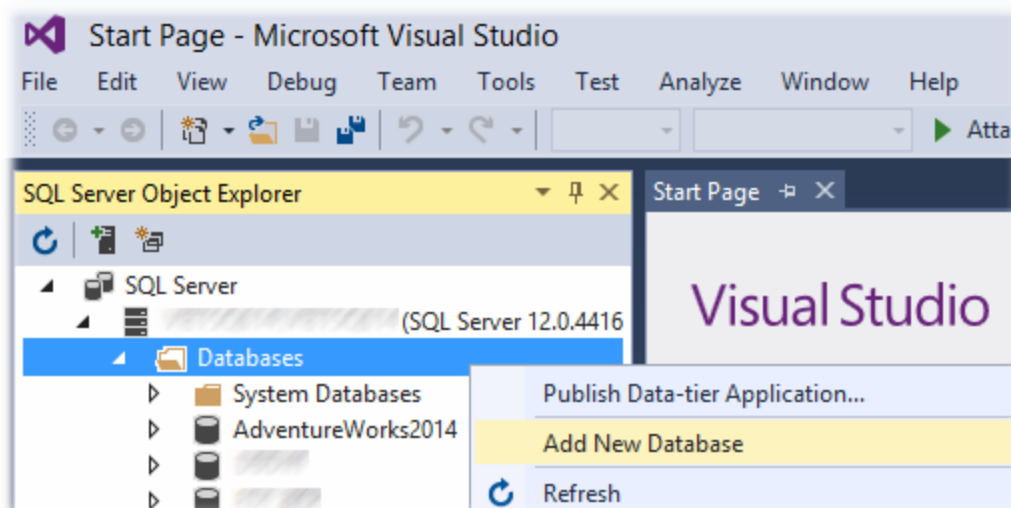 Start Page - Microsoft Visual Studio
File Edit View Debug Team Tools Test Analyze Window Help
Atta
SQL Server Object Explorer
Start Page
SQL Server
(SQL Server 12.0.4416
Visual Studio
Databases
System Databases
AdventureWorks2014
Publish Data-tier Application...
Add New Database
Refresh